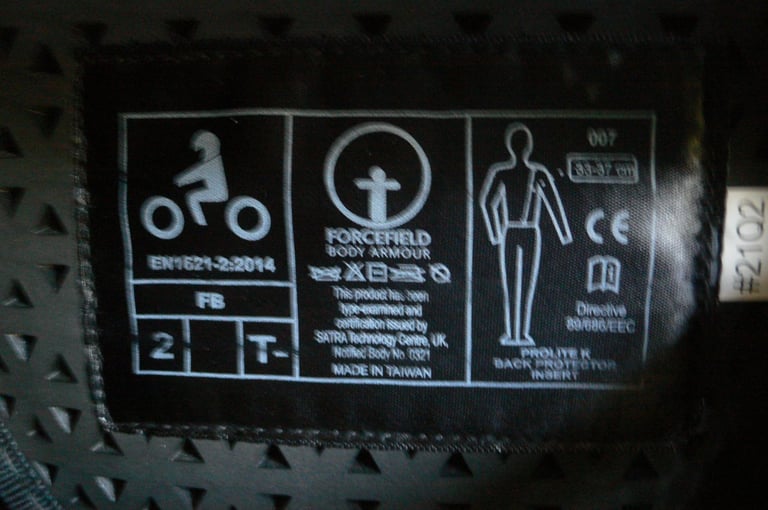 EN1621-2:2014
FB
2
T-
FORCEFIELD
BODY ARMOUR
This product has been
type-examined and
certification issued by
SATRA Technology Centre, UK,
Notified Body No. 0321
MADE IN TAIWAN
007
33-37 cm
CE
Directive
89/686/EEC
PROLITE K
BACK PROTECTOR
INSERT
#21Q2